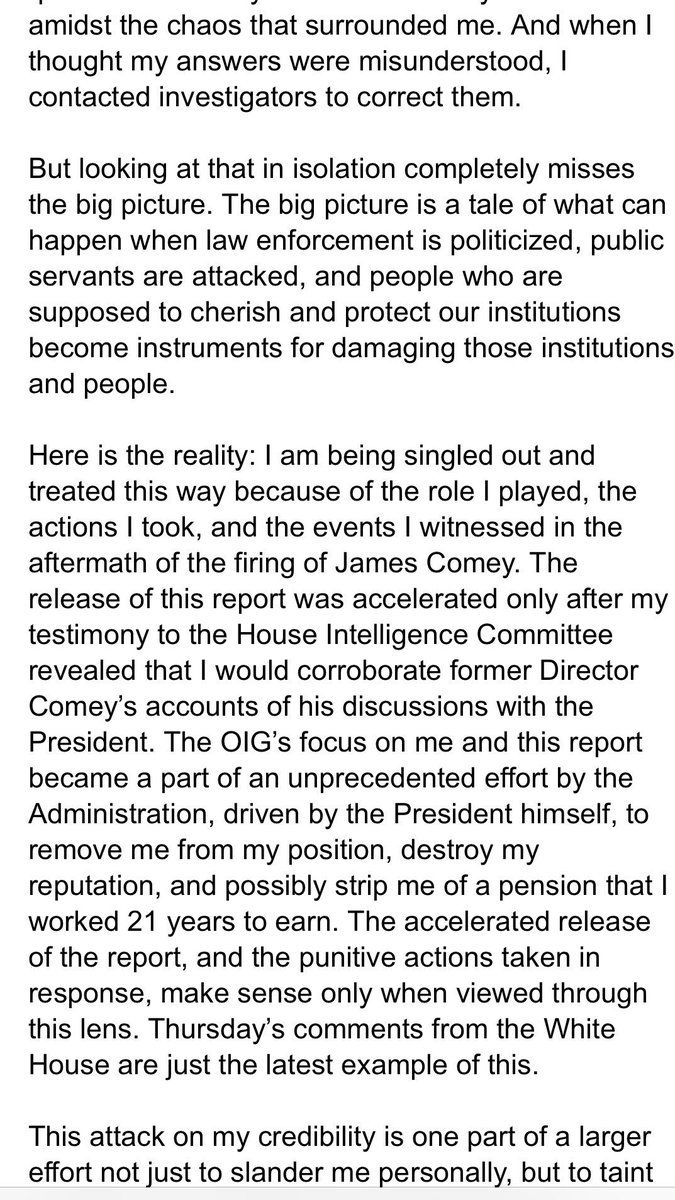 amidst the chaos that surrounded me. And when I
thought my answers were misunderstood, I
contacted investigators to correct them.
But looking at that in isolation completely misses
the big picture. The big picture is a tale of what can
happen when law enforcement is politicized, public
servants are attacked, and people who are
supposed to cherish and protect our institutions
become instruments for damaging those institutions
and people.
Here is the reality: I am being singled out and
treated this way because of the role I played, the
actions I took, and the events I witnessed in the
aftermath of the firing of James Comey. The
release of this report was accelerated only after my
testimony to the House Intelligence Committee
revealed that I would corroborate former Director
Comey’s accounts of his discussions with the
President. The OIG’s focus on me and this report
became a part of an unprecedented effort by the
Administration, driven by the President himself, to
remove me from my position, destroy my
reputation, and possibly strip me of a pension that I
worked 21 years to earn. The accelerated release
of the report, and the punitive actions taken in
response, make sense only when viewed through
this lens. Thursday’s comments from the White
House are just the latest example of this.
This attack on my credibility is one part of a larger
effort not just to slander me personally, but to taint